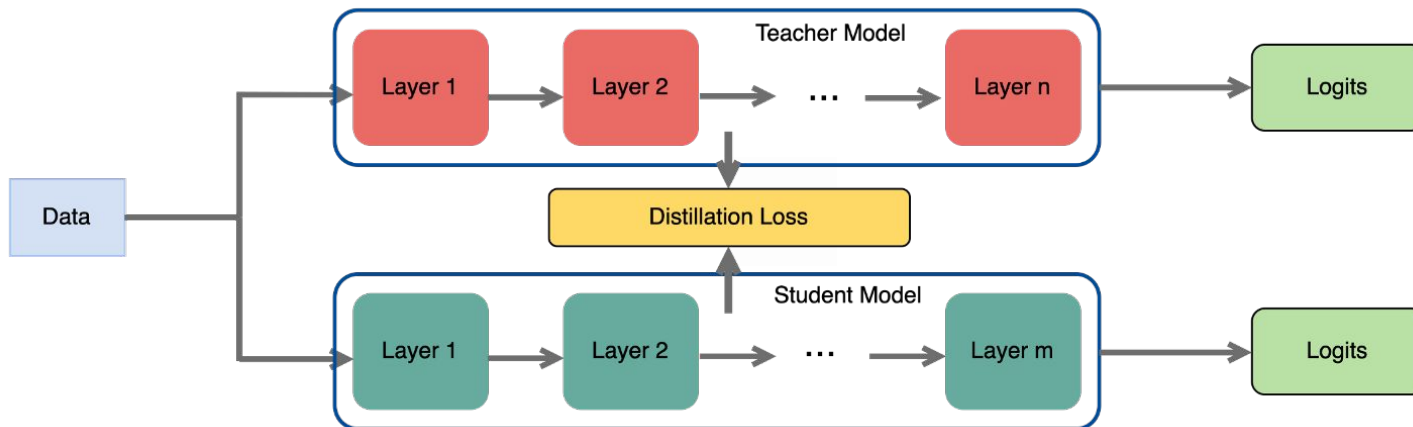 Teacher Model
Layer 1
Layer 2
...
Layer n
Logits
Data
Distillation Loss
Student Model
Layer 1
Layer 2
...
Layer m
Logits